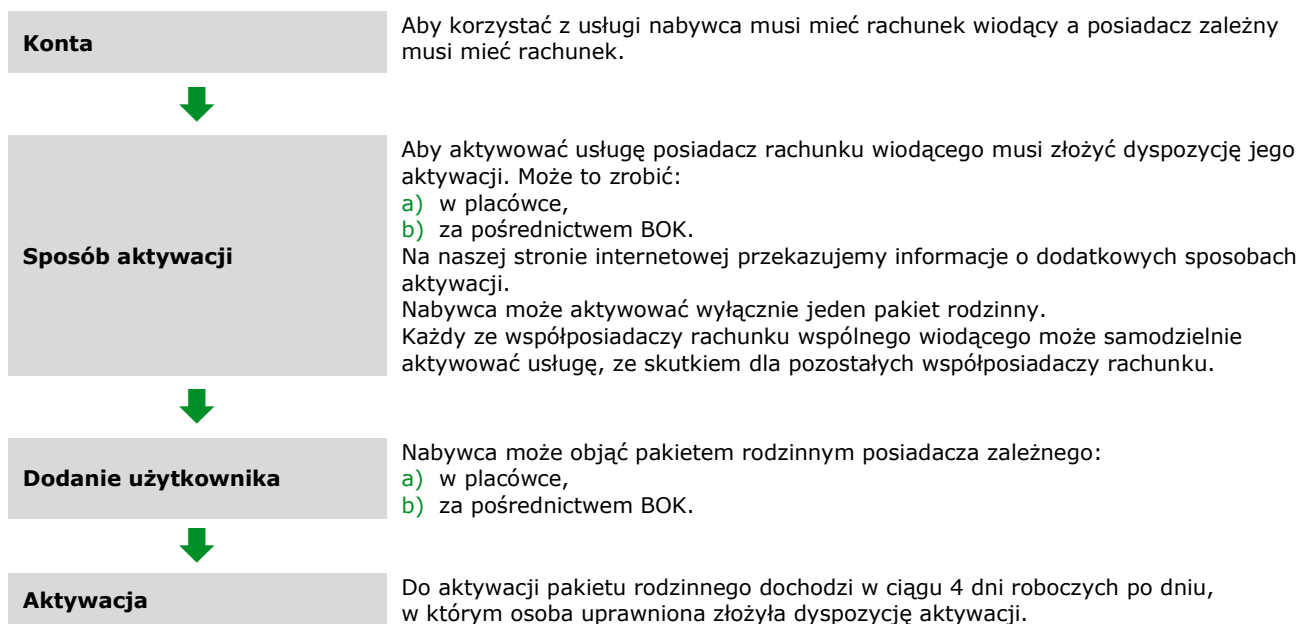 Konta
Aby korzystać z usługi nabywca musi mieć rachunek wiodący a posiadacz zależny
musi mieć rachunek.
Sposób aktywacji
Aby aktywować usługę posiadacz rachunku wiodącego musi złożyć dyspozycję jego
aktywacji. Może to zrobić:
a) w placówce,
b) za pośrednictwem BOK.
Na naszej stronie internetowej przekazujemy informacje o dodatkowych sposobach
aktywacji.
Nabywca może aktywować wyłącznie jeden pakiet rodzinny.
Każdy ze współposiadaczy rachunku wspólnego wiodącego może samodzielnie
aktywować usługę, ze skutkiem dla pozostałych współposiadaczy rachunku.
Dodanie użytkownika
Nabywca może objąć pakietem rodzinnym posiadacza zależnego:
a) w placówce,
b) za pośrednictwem BOK.
Aktywacja
Do aktywacji pakietu rodzinnego dochodzi w ciągu 4 dni roboczych po dniu,
w którym osoba uprawniona złożyła dyspozycję aktywacji.